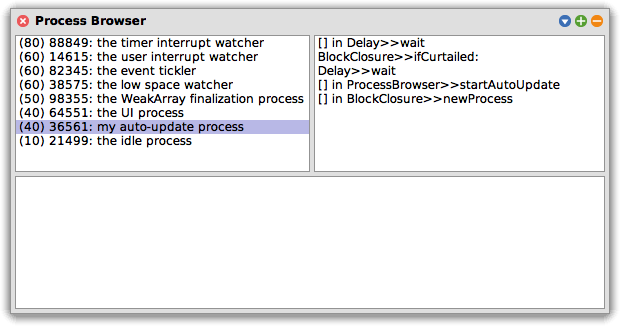 Process Browser
(80) 88849: the timer interrupt watcher
(60) 14615: the user interrupt watcher
(60) 82345: the event tickler
(60) 38575: the low space watcher
(50) 98355: the WeakArray finalization process
(40) 64551: the UI process
(40) 36561: my auto-update process
(10) 21499: the idle process
[] in Delay>>wait
BlockClosure>>ifCurtailed:
Delay>>wait
[] in ProcessBrowser>>startAutoUpdate
[] in BlockClosure>>newProcess